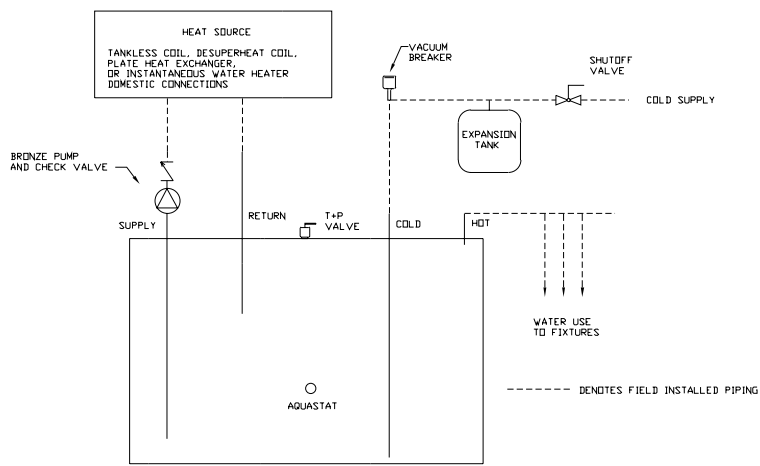 HEAT SOURCE
TANKLESS COIL, DESUPERHEAT COIL,
PLATE HEAT EXCHANGER,
OR INSTANTANEOUS WATER HEATER
DOMESTIC CONNECTIONS
VACUUM
BREAKER
SHUTOFF
VALVE
COLD SUPPLY
EXPANSION
TANK
BRONZE PUMP
AND CHECK VALVE
SUPPLY
RETURN
T+P
VALVE
COLD
HOT
WATER USE
TO FIXTURES
AQUASTAT
DENOTES FIELD INSTALLED PIPING